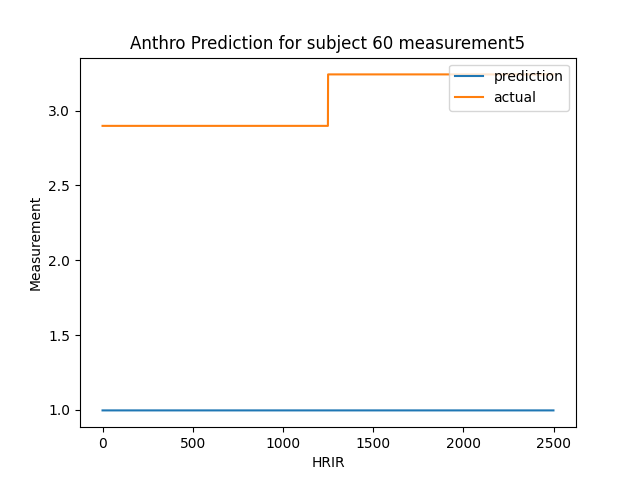 Anthro Prediction for subject 60 measurement5
prediction
actual
3.0
2.5
2.0
1.5
1.0
Measurement
0
500
1000
1500
2000
2500
HRIR